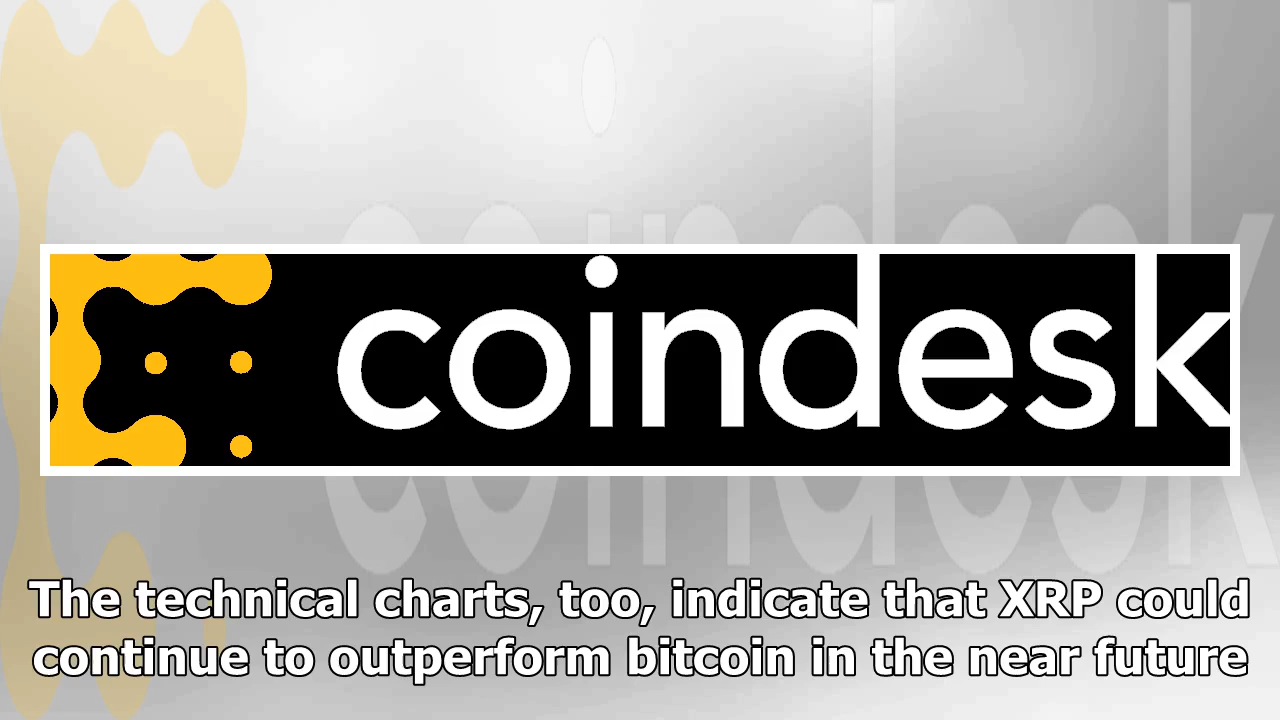 coindesk
The technical charts, too, indicate that XRP could
continue to outperform bitcoin in the near future